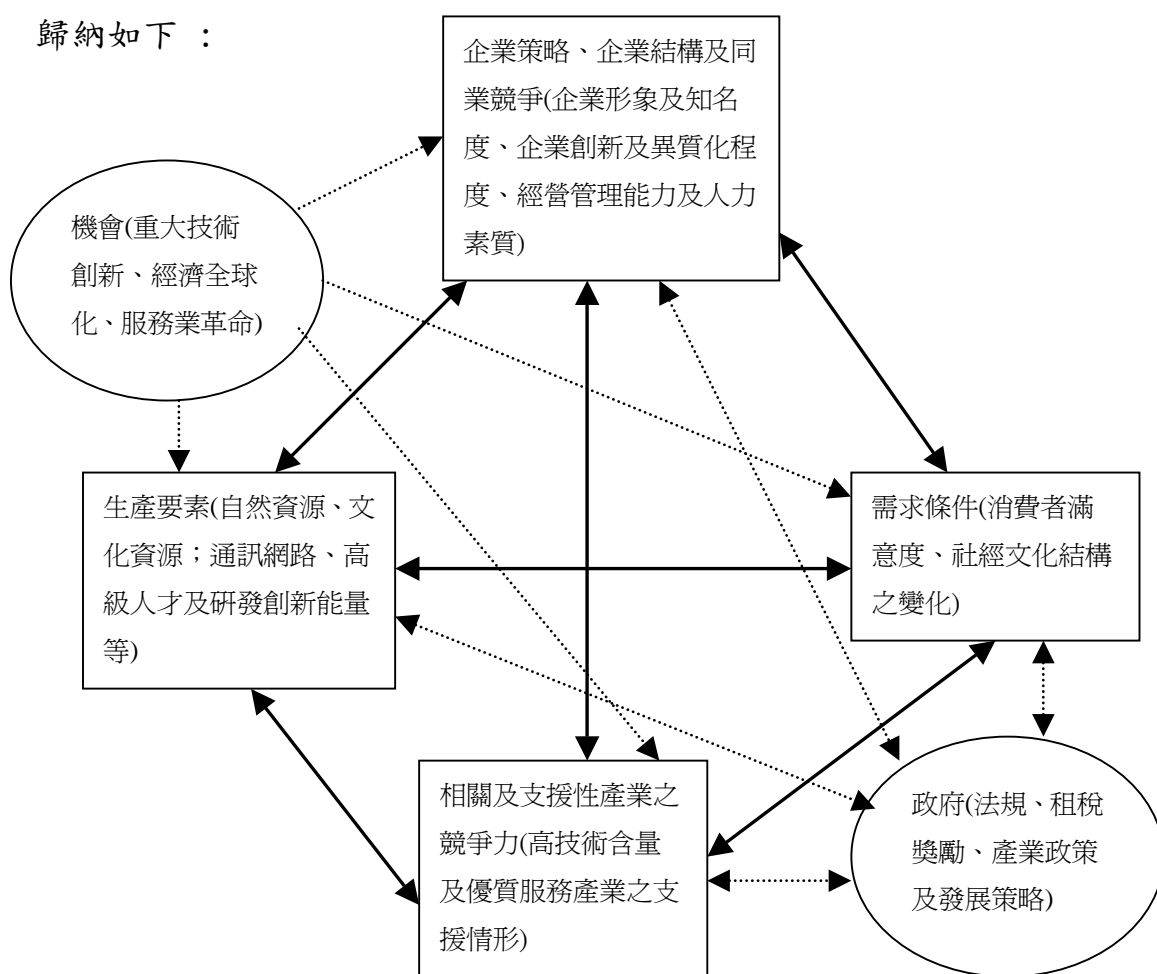 歸納如下 ：
企業策略、企業結構及同
業競爭(企業形象及知名
度、企業創新及異質化程
度、經營管理能力及人力
素質)
機會(重大技術
創新、經濟全球
化、服務業革命)
生產要素(自然資源、文
化資源；通訊網路、高
級人才及研發創新能量
等)
需求條件(消費者滿
意度、社經文化結構
之變化)
相關及支援性產業之
競爭力(高技術含量
及優質服務產業之支
援情形)
政府(法規、租稅
獎勵、產業政策
及發展策略)